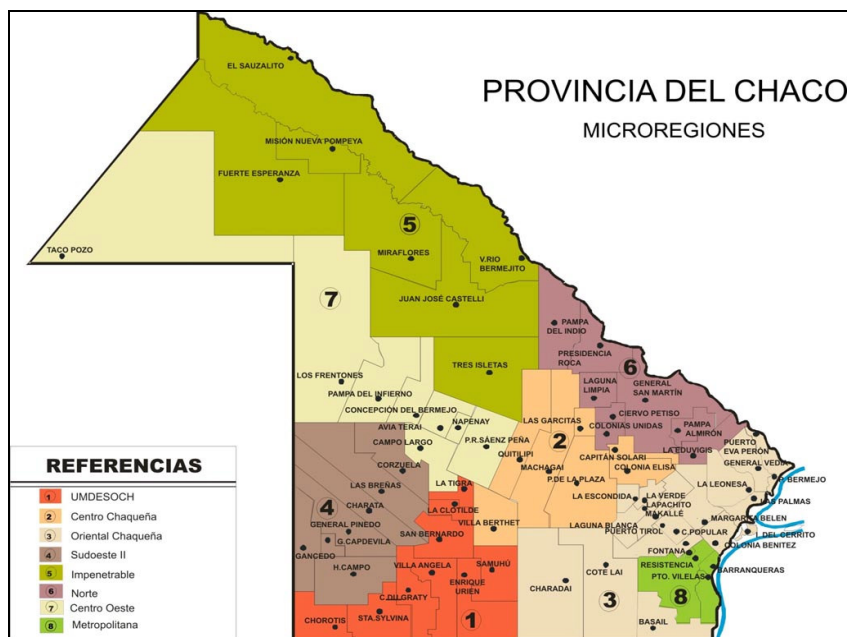 PROVINCIA DEL CHACO
MICROREGIONES
EL SAUZALITO
MISIÓN NUEVA POMPEYA
FUERTE ESPERANZA
5
TACO POZO
MIRAFLORES
V.RIO
BERMEJITO
7
JUAN JOSÉ CASTELLI
PAMPA
DEL INDIO
PRESIDENCIA
ROCA
6
TRES ISLETAS
LOS FRENTONES
LAGUNA
LIMPIA
GENERAL
SAN MARTÍN
PAMPA DEL INFIERNO
CONCEPCIÓN DEL BERMEJO
CIERVO PETISO
LAS GARCITAS
NAPENAY
AVIA TERAI
COLONIAS UNIDAS
PAMPA
ALMIRÓN
2
CAMPO LARGO
P.R.SÁENZ PEÑA
QUITILIPI
LA EDUVIGIS
PUERTO
EVA PERÓN
CAPITÁN SOLARI
CORZUELA
MACHAGAI
COLONIA ELISA
GENERAL VEDIA
P.DE LA PLAZA
P. BERMEJO
LA TIGRA
LA LEONESA
LAS BREÑAS
LA ESCONDIDA
LA VERDE
LAPACHITO
MAKALLÉ
LAS PALMAS
4
CHARATA
LA CLOTILDE
VILLA BERTHET
LAGUNA BLANCA
PUERTO TIROL
MARGARITA BELEN
GENERAL PINEDO
C.POPULAR
I. DEL CERRITO
G.CAPDEVILA
SAN BERNARDO
COLONIA BENITEZ
GANCEDO
FONTANA
H.CAMPO
VILLA ANGELA
SAMUHÚ
COTE LAI
RESISTENCIA
BARRANQUERAS
ENRIQUE
URIÉN
CHARADAI
PTO. VILELAS
C.DUGRATY
3
8
STA.SYLVINA
CHOROTIS
1
BASAIL
REFERENCIAS
1 UMDESOCH
2 Centro Chaqueña
3 Oriental Chaqueña
4 Sudoeste II
5 Impenetrable
6 Norte
7 Centro Oeste
8 Metropolitana